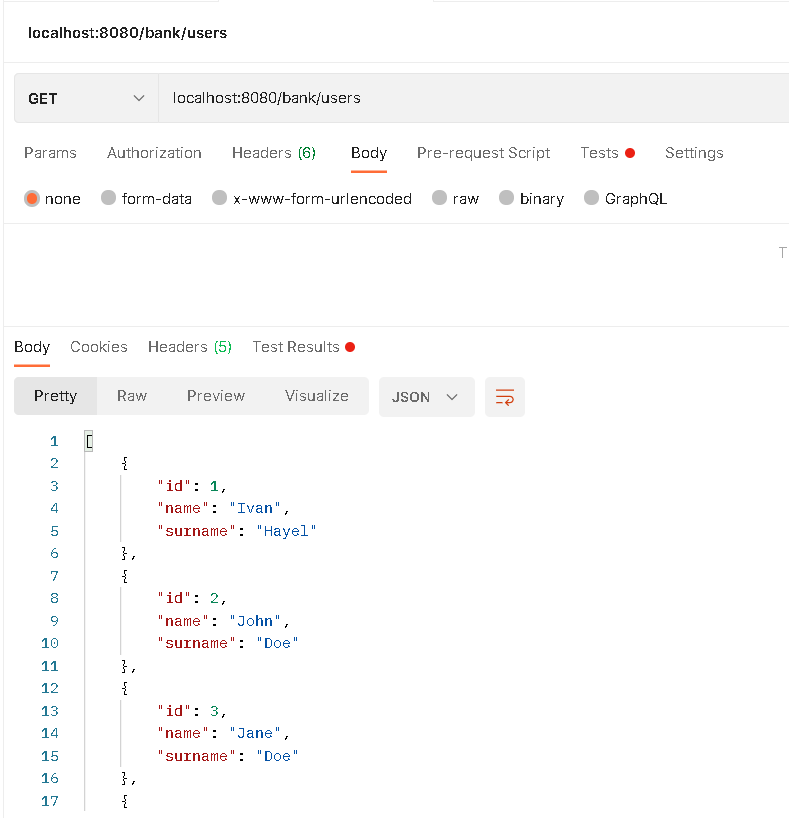 localhost:8080/bank/users
GET localhost:8080/bank/users
Params Authorization Headers (6) Body Pre-request Script Tests Settings
none form-data x-www-form-urlencoded raw binary GraphQL
T
Body Cookies Headers (5) Test Results
Pretty Raw Preview Visualize JSON
1 [
2 {
3 "id": 1,
4 "name": "Ivan",
5 "surname": "Hayel"
6 },
7 {
8 "id": 2,
9 "name": "John",
10 "surname": "Doe"
11 },
12 {
13 "id": 3,
14 "name": "Jane",
15 "surname": "Doe"
16 },
17 {